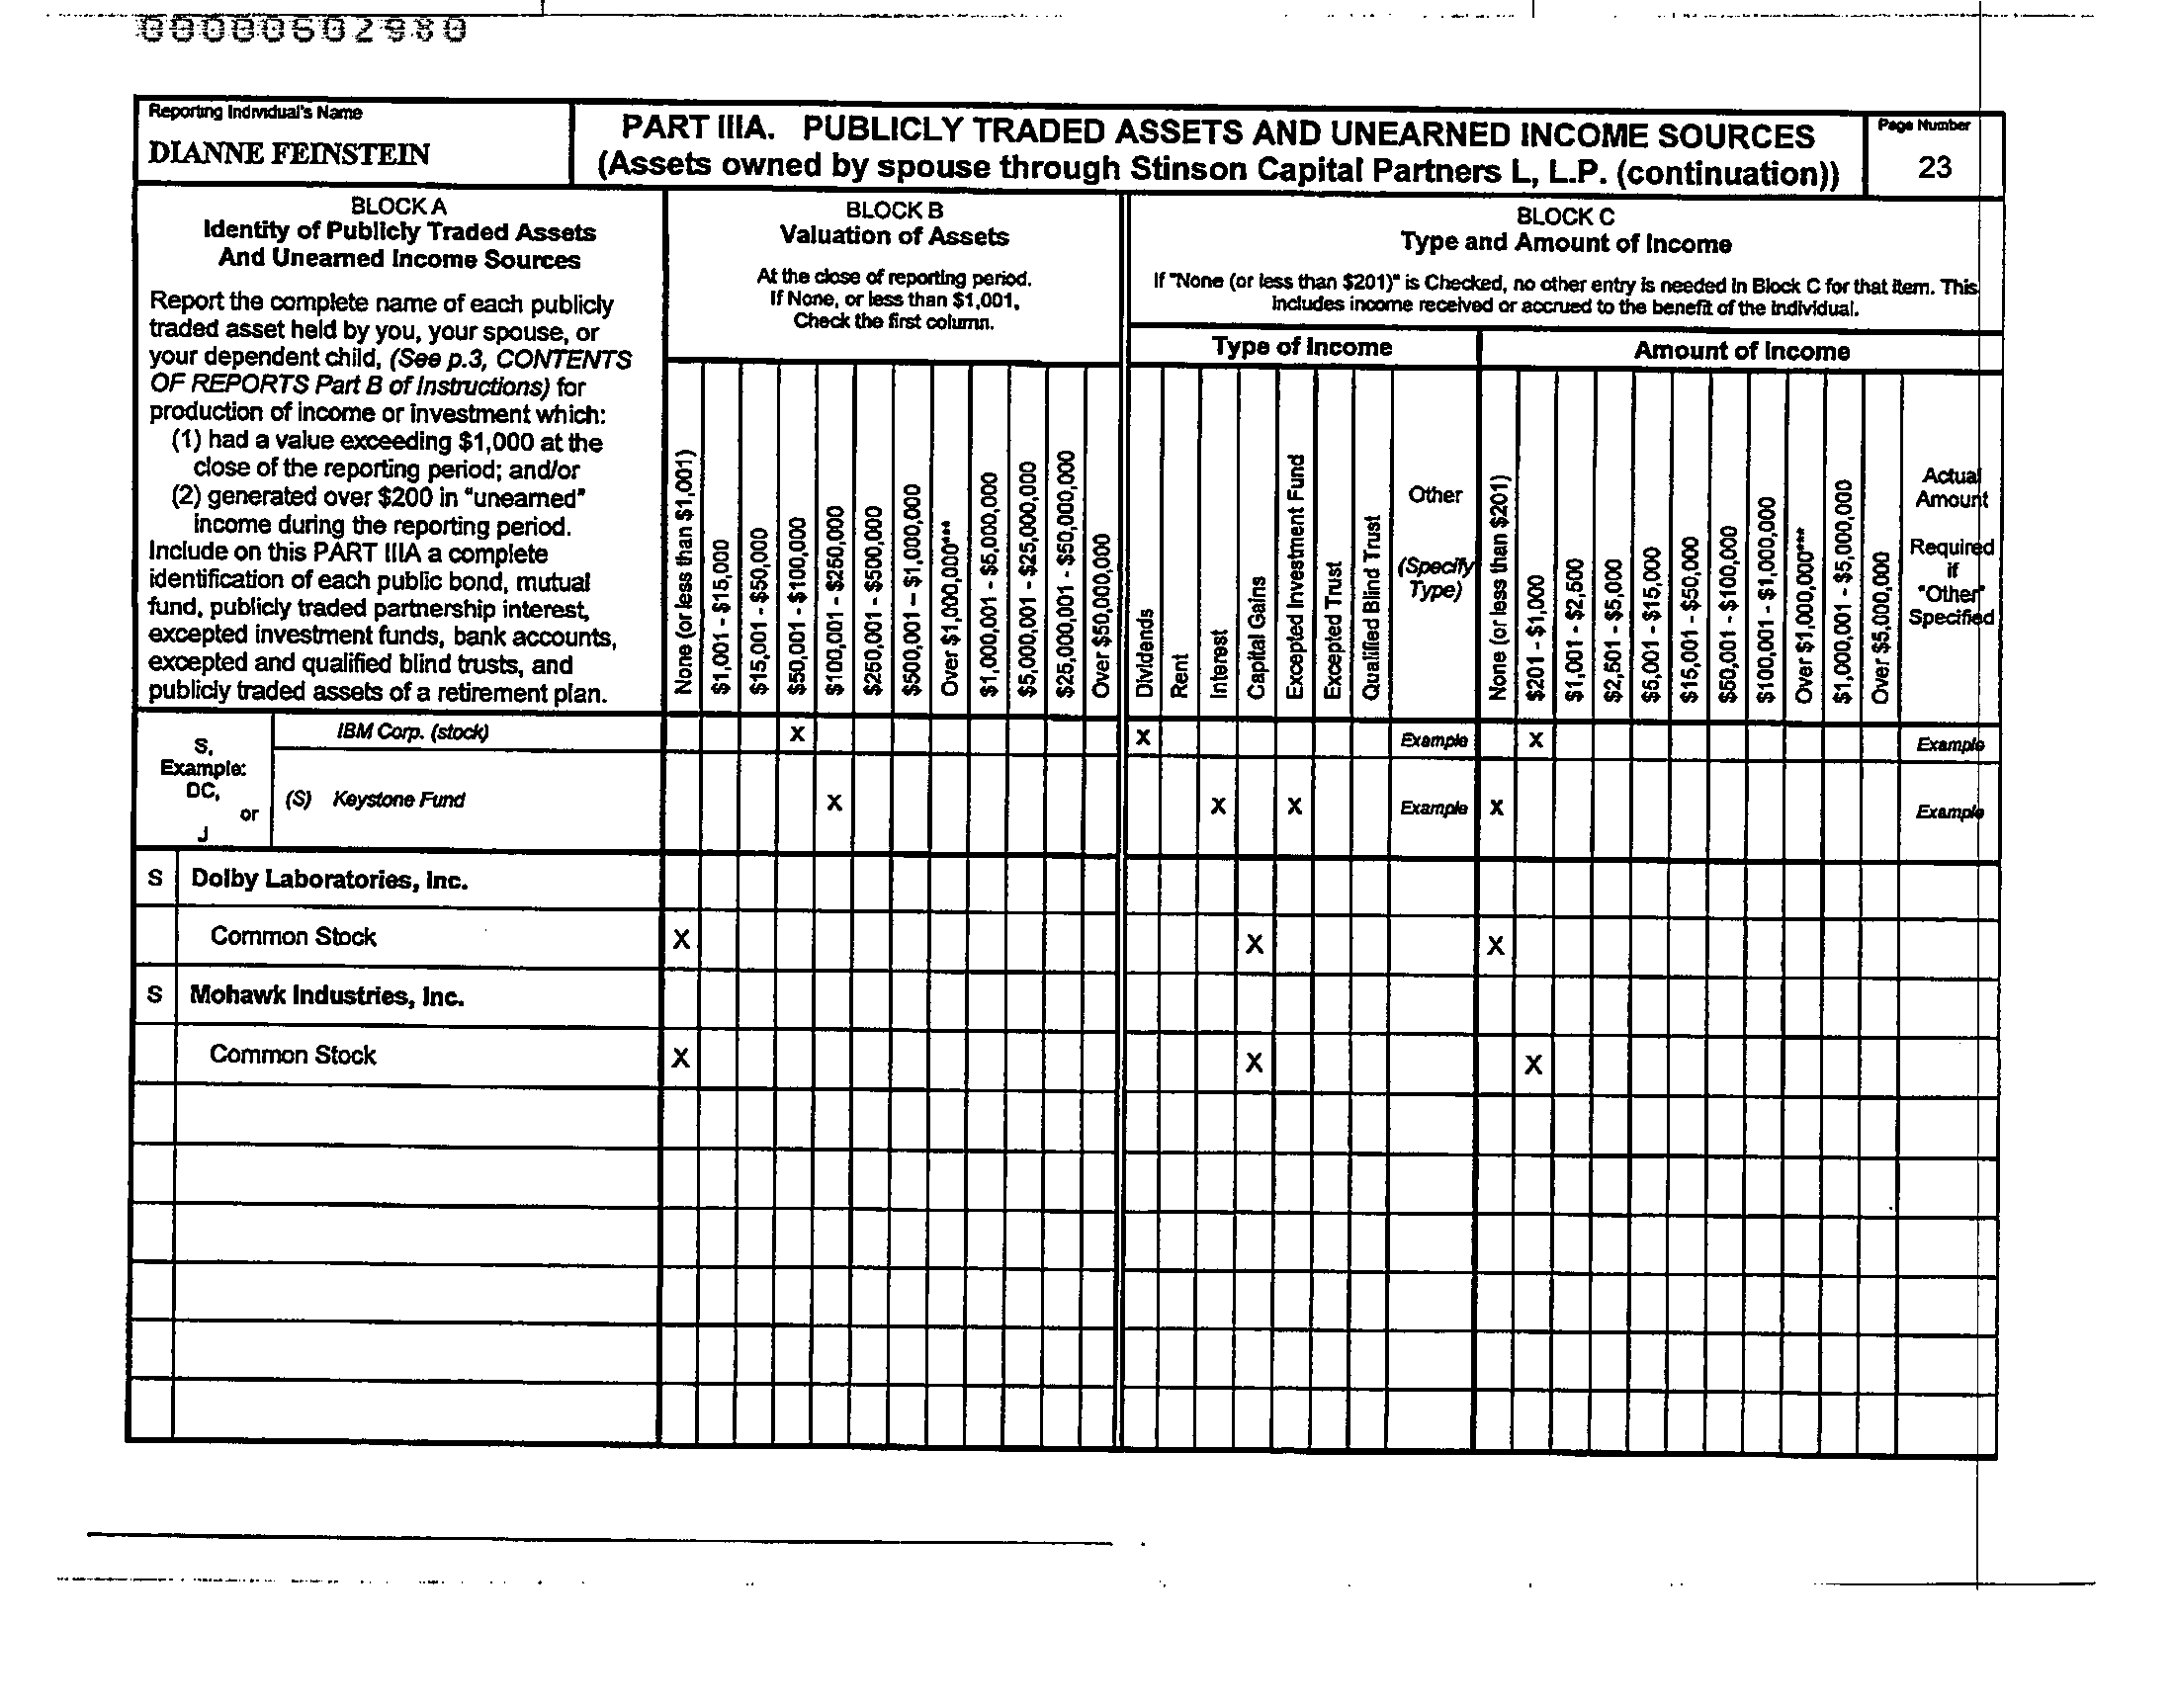 00000502980
Reporting Individual's Name
DIANNE FEINSTEIN
PART IIIA. PUBLICLY TRADED ASSETS AND UNEARNED INCOME SOURCES
(Assets owned by spouse through Stinson Capital Partners L, L.P. (continuation))
Page Number
23
BLOCK A
Identity of Publicly Traded Assets
And Unearned Income Sources
Report the complete name of each publicly
traded asset held by you, your spouse, or
your dependent child, (See p.3, CONTENTS
OF REPORTS Part B of Instructions) for
production of income or investment which:
(1) had a value exceeding $1,000 at the
close of the reporting period; and/or
(2) generated over $200 in "unearned"
income during the reporting period.
Include on this PART IIIA a complete
identification of each public bond, mutual
fund, publicly traded partnership interest,
excepted investment funds, bank accounts,
excepted and qualified blind trusts, and
publicly traded assets of a retirement plan.
BLOCK B
Valuation of Assets
At the close of reporting period.
If None, or less than $1,001,
Check the first column.
None (or less than $1,001)
$1,001 - $15,000
$15,001 - $50,000
$50,001 - $100,000
$100,001 - $250,000
$250,001 - $500,000
$500,001 – $1,000,000
Over $1,000,000***
$1,000,001 - $5,000,000
$5,000,001 - $25,000,000
$25,000,001 - $50,000,000
Over $50,000,000
BLOCK C
Type and Amount of Income
If "None (or less than $201)" is Checked, no other entry is needed in Block C for that item. This
includes income received or accrued to the benefit of the individual.
Type of Income
Dividends
Rent
Interest
Capital Gains
Excepted Investment Fund
Excepted Trust
Qualified Blind Trust
Other
(Specify
Type)
Amount of Income
None (or less than $201)
$201 - $1,000
$1,001 - $2,500
$2,501 - $5,000
$5,001 - $15,000
$15,001 - $50,000
$50,001 - $100,000
$100,001 - $1,000,000
Over $1,000,000***
$1,000,001 - $5,000,000
Over $5,000,000
Actual
Amount
Required
if
"Other"
Specified
S,
Example:
DC,
or
J
IBM Corp. (stock) X X Example X Example
(S) Keystone Fund X X X Example X Example
S Dolby Laboratories, Inc.
Common Stock X X X
S Mohawk Industries, Inc.
Common Stock X X X